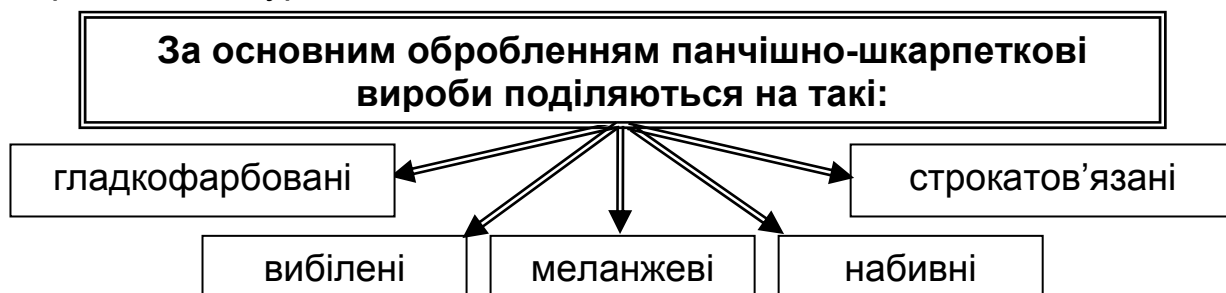 За основним обробленням панчішно-шкарпеткові
вироби поділяються на такі:
гладкофарбовані
строкатов’язані
вибілені
меланжеві
набивні